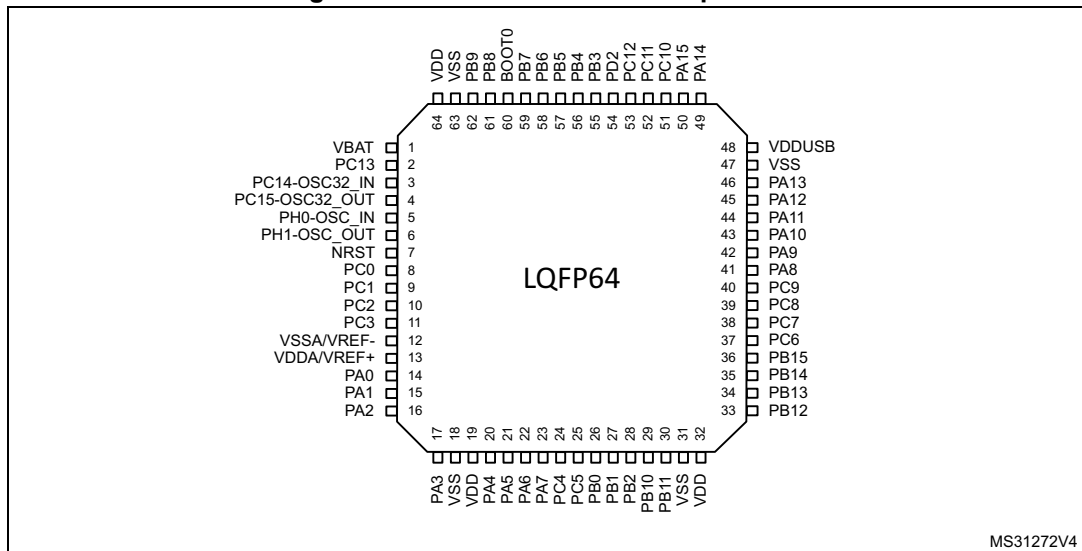 VDD
VSS
PB9
PB8
BOOT0
PB7
PB6
PB5
PB4
PB3
PD2
PC12
PC11
PC10
PA15
PA14
64
63
62
61
60
59
58
57
56
55
54
53
52
51
50
49
VBAT 1
PC13 2
PC14-OSC32_IN 3
PC15-OSC32_OUT 4
PH0-OSC_IN 5
PH1-OSC_OUT 6
NRST 7
PC0 8
PC1 9
PC2 10
PC3 11
VSSA/VREF- 12
VDDA/VREF+ 13
PA0 14
PA1 15
PA2 16
LQFP64
48 VDDUSB
47 VSS
46 PA13
45 PA12
44 PA11
43 PA10
42 PA9
41 PA8
40 PC9
39 PC8
38 PC7
37 PC6
36 PB15
35 PB14
34 PB13
33 PB12
17
18
19
20
21
22
23
24
25
26
27
28
29
30
31
32
PA3
VSS
VDD
PA4
PA5
PA6
PA7
PC4
PC5
PB0
PB1
PB2
PB10
PB11
VSS
VDD
MS31272V4